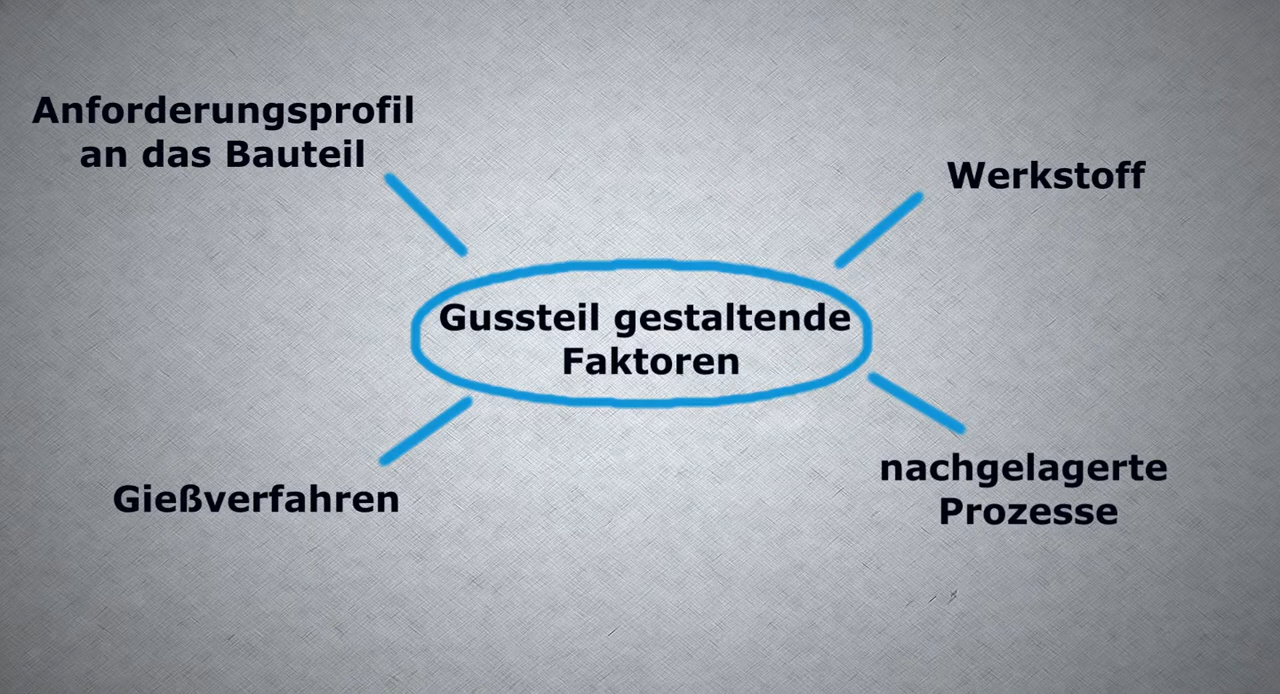 Anforderungsprofil
an das Bauteil
Werkstoff
Gussteil gestaltende
Faktoren
Gießverfahren
nachgelagerte
Prozesse